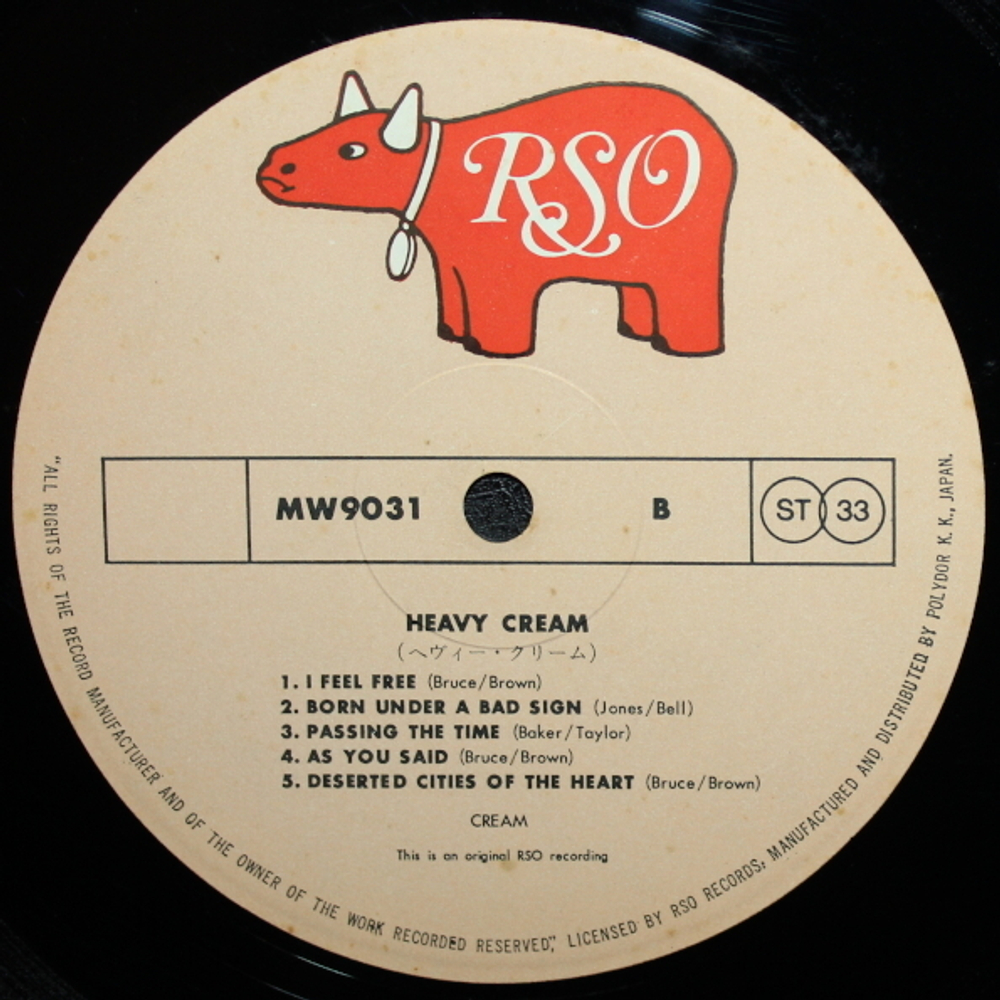 RSO
MW9031 B ST 33
HEAVY CREAM
(ヘヴィー・クリーム)
1. I FEEL FREE (Bruce/Brown)
2. BORN UNDER A BAD SIGN (Jones/Bell)
3. PASSING THE TIME (Baker/Taylor)
4. AS YOU SAID (Bruce/Brown)
5. DESERTED CITIES OF THE HEART (Bruce/Brown)
CREAM
This is an original RSO recording
"ALL RIGHTS OF THE RECORD MANUFACTURER AND OF THE OWNER OF THE WORK RECORDED RESERVED," LICENSED BY RSO RECORDS: MANUFACTURED AND DISTRIBUTED BY POLYDOR K. K., JAPAN.